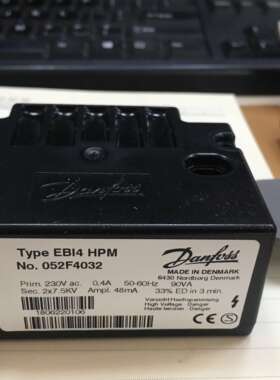 Type EBI4 HPM
No. 052F4032
Danfoss
MADE IN DENMARK
6430 Nordborg Denmark
Prim. 230V ac. 0,4A 50-60Hz 90VA
Sec. 2x7.5KV Ampl. 48mA 33% ED in 3 min
Vorsicht Hochspannung
High Voltage - Danger
Haute Tension - Danger
1806220106